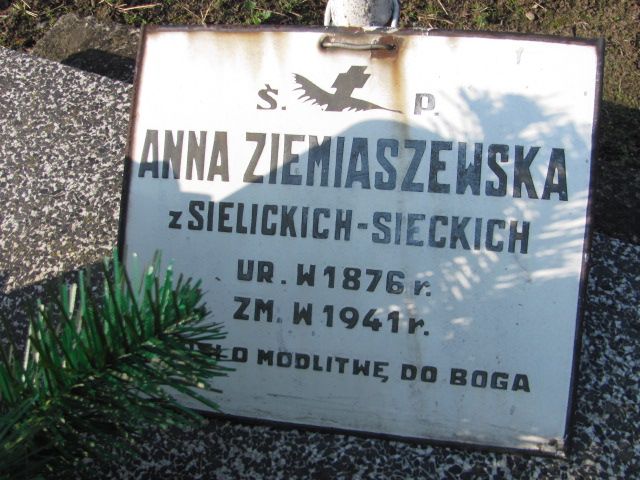 Ś. P.
ANNA ZIEMIASZEWSKA
z SIELICKICH-SIECKICH
UR. W 1876 r.
ZM. W 1941 r.
O MODLITWĘ DO BOGA